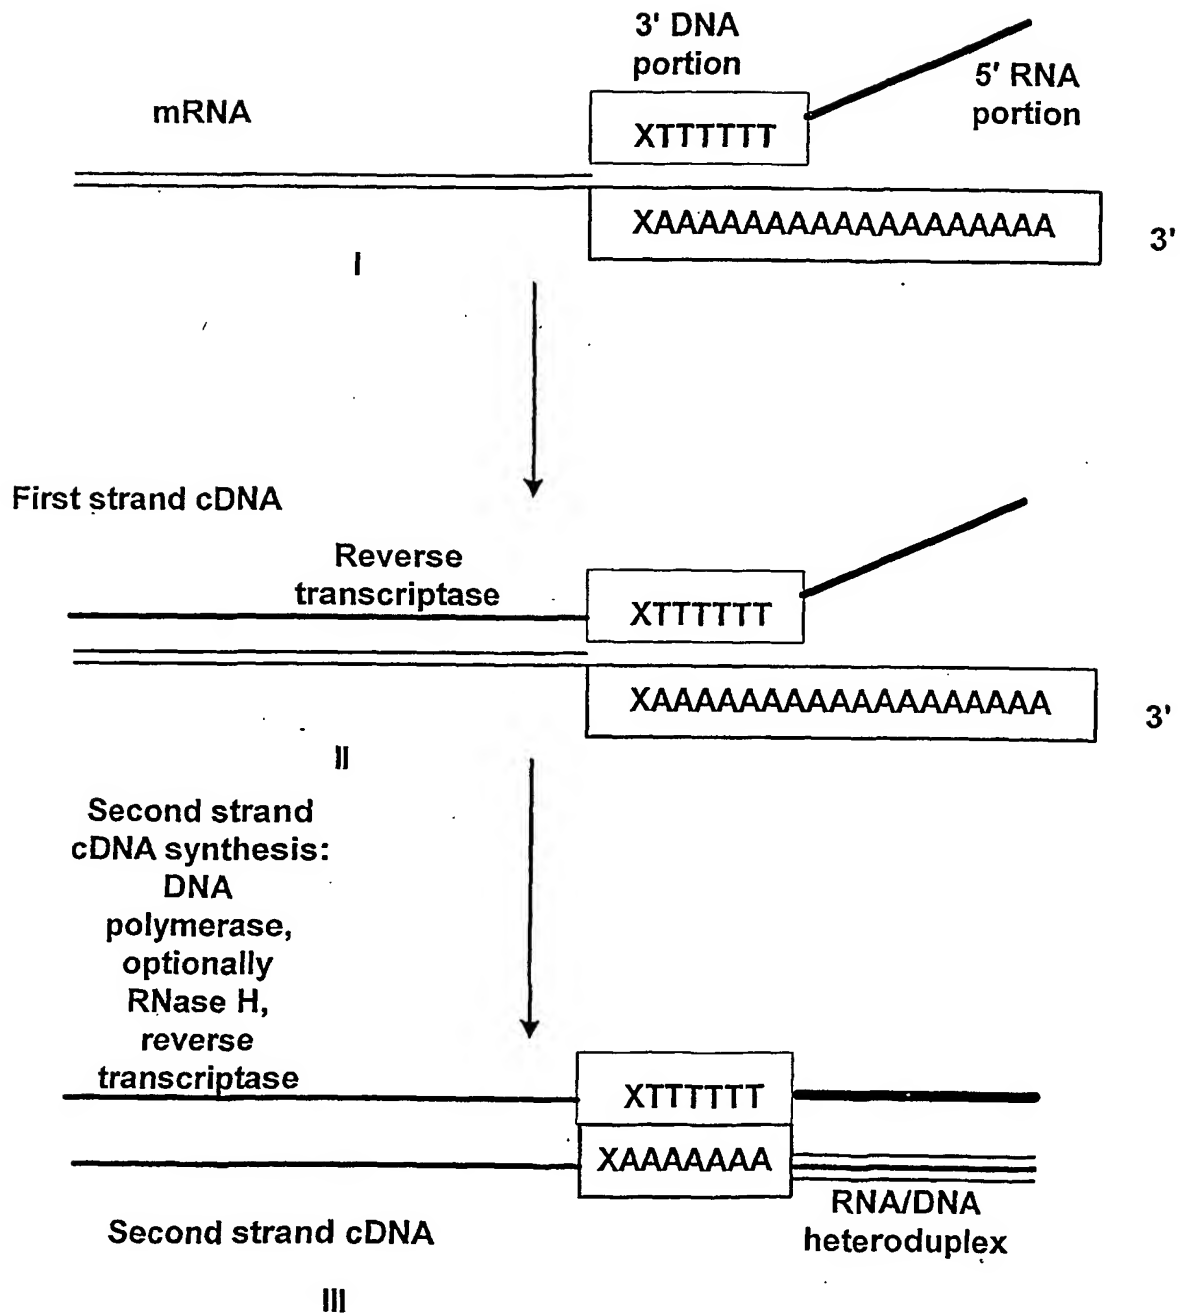 3' DNA
portion
5' RNA
portion
mRNA
XTTTTTT
XAAAAAAAAAAAAAAAAAAA
3'
I
First strand cDNA
Reverse
transcriptase
XTTTTTT
XAAAAAAAAAAAAAAAAAAA
3'
II
Second strand
cDNA synthesis:
DNA
polymerase,
optionally
RNase H,
reverse
transcriptase
XTTTTTT
XAAAAAAA
RNA/DNA
heteroduplex
Second strand cDNA
III